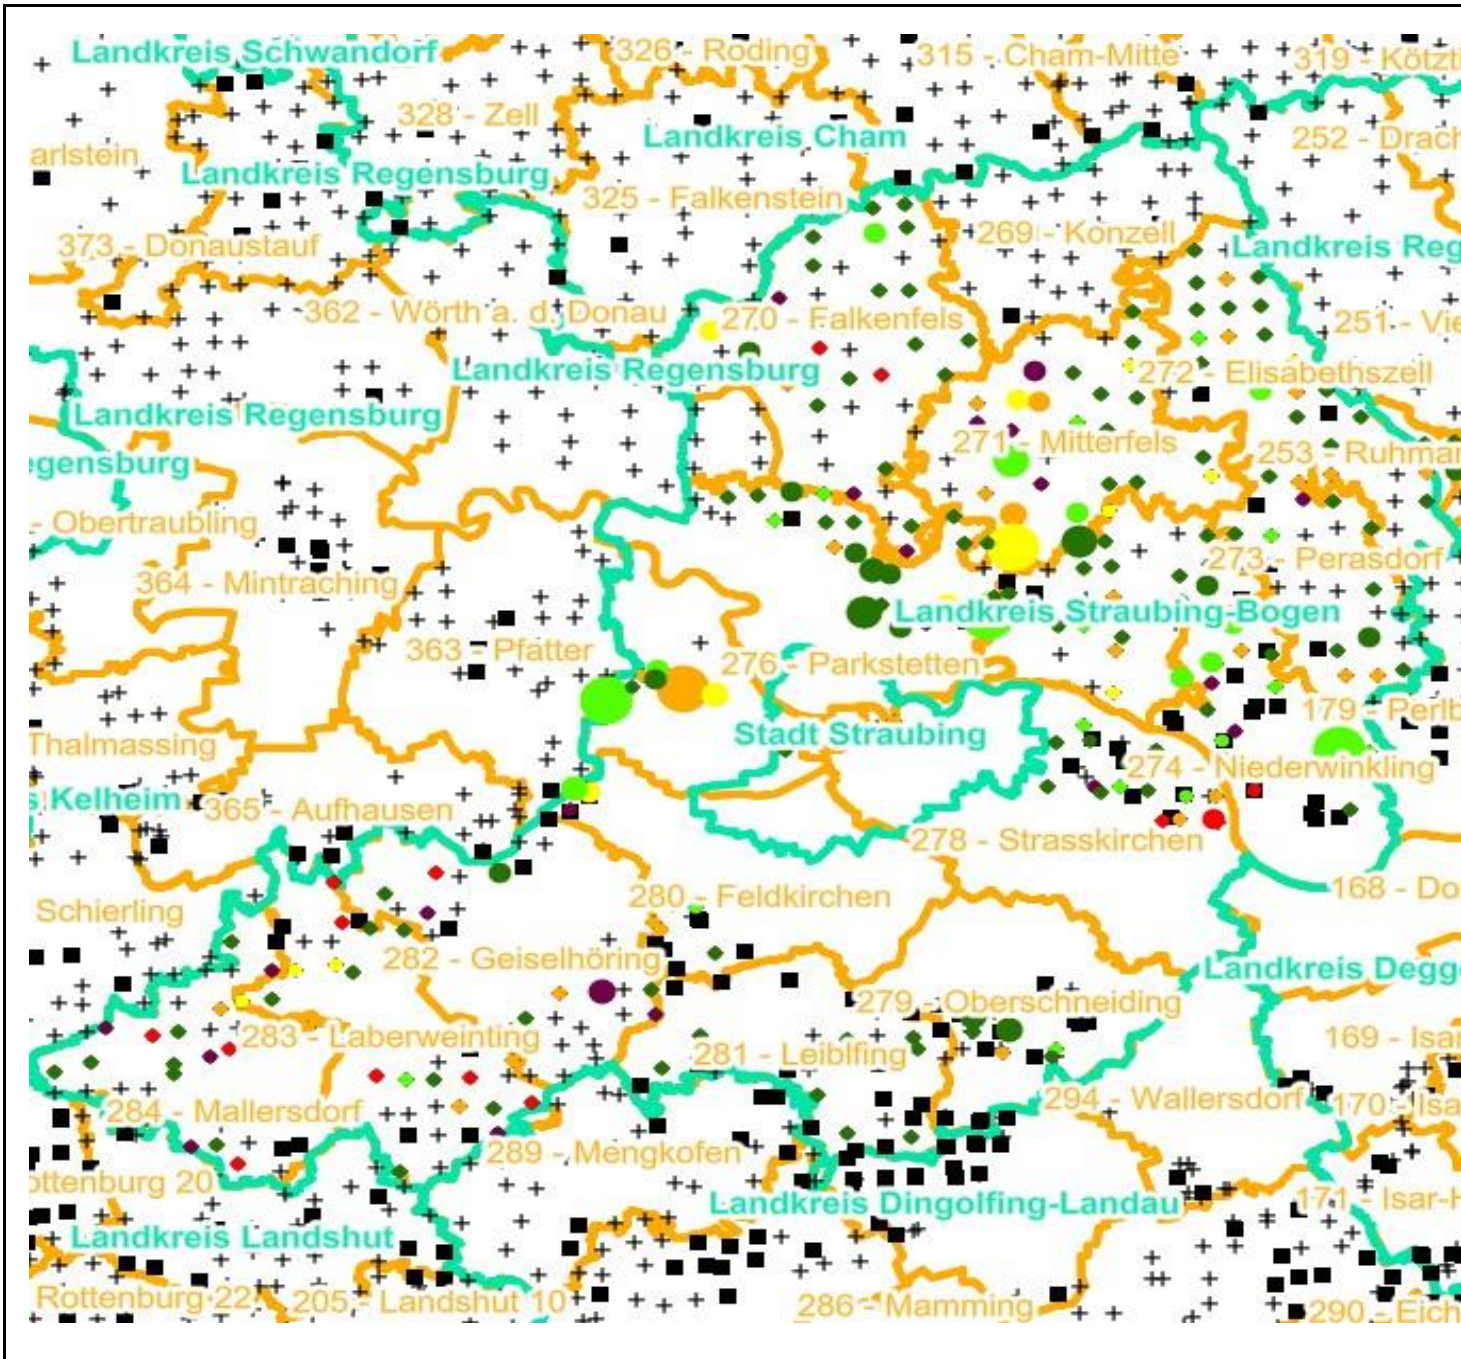 Landkreis Schwandorf
326 - Roding
315 - Cham-Mitte
319 - Kötzti
328 - Zell
Landkreis Cham
252 - Drach
arlstein
Landkreis Regensburg
325 - Falkenstein
373 - Donaustauf
269 - Konzell
Landkreis Reg
362 - Wörth a. d. Donau
270 - Falkenfels
251 - Vie
Landkreis Regensburg
272 - Elisabethszell
Landkreis Regensburg
271 - Mitterfels
253 - Ruhmar
egensburg
- Obertraubling
273 - Perasdorf
364 - Mintraching
Landkreis Straubing-Bogen
363 - Pfatter
276 - Parkstetten
179 - Perlb
Thalmassing
Stadt Straubing
274 - Niederwinkling
s Kelheim
365 - Aufhausen
278 - Strasskirchen
280 - Feldkirchen
168 - Do
Schierling
282 - Geiselhöring
Landkreis Degge
279 - Oberschneiding
283 - Laberweinting
281 - Leiblfing
169 - Isar
284 - Mallersdorf
294 - Wallersdorf
170 - Isa
289 - Mengkofen
ottenburg 20
Landkreis Dingolfing-Landau
171 - Isar-H
Landkreis Landshut
Rottenburg 22
205 - Landshut 10
286 - Mamming
290 - Eich